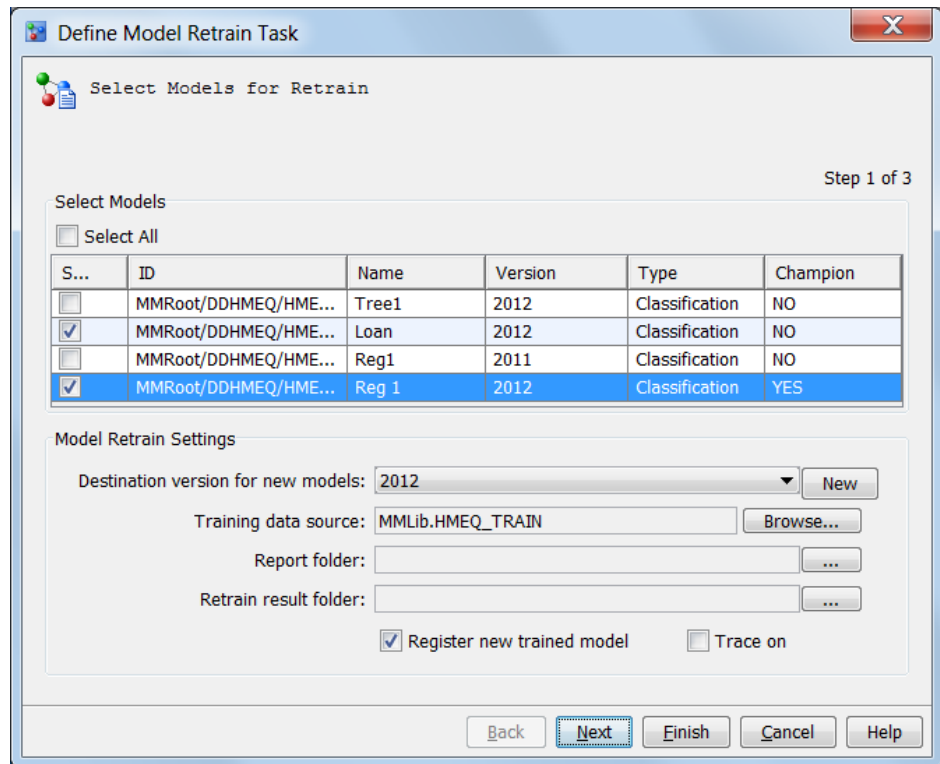 Define Model Retrain Task
X
Select Models for Retrain
Step 1 of 3
Select Models
Select All
S... ID Name Version Type Champion
MMRoot/DDHMEQ/HME... Tree1 2012 Classification NO
MMRoot/DDHMEQ/HME... Loan 2012 Classification NO
MMRoot/DDHMEQ/HME... Reg1 2011 Classification NO
MMRoot/DDHMEQ/HME... Reg 1 2012 Classification YES
Model Retrain Settings
Destination version for new models: 2012 New
Training data source: MMLib.HMEQ_TRAIN Browse...
Report folder: ...
Retrain result folder: ...
Register new trained model Trace on
Back Next Finish Cancel Help